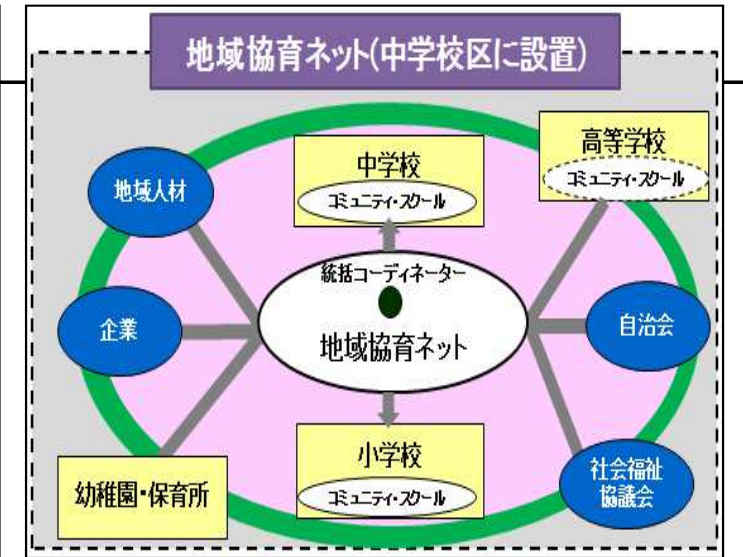 地域協育ネット(中学校区に設置)
高等学校
コミュニティ・スクール
中学校
コミュニティ・スクール
地域人材
統括コーディネーター
企業
地域協育ネット
自治会
小学校
コミュニティ・スクール
幼稚園・保育所
社会福祉
協議会